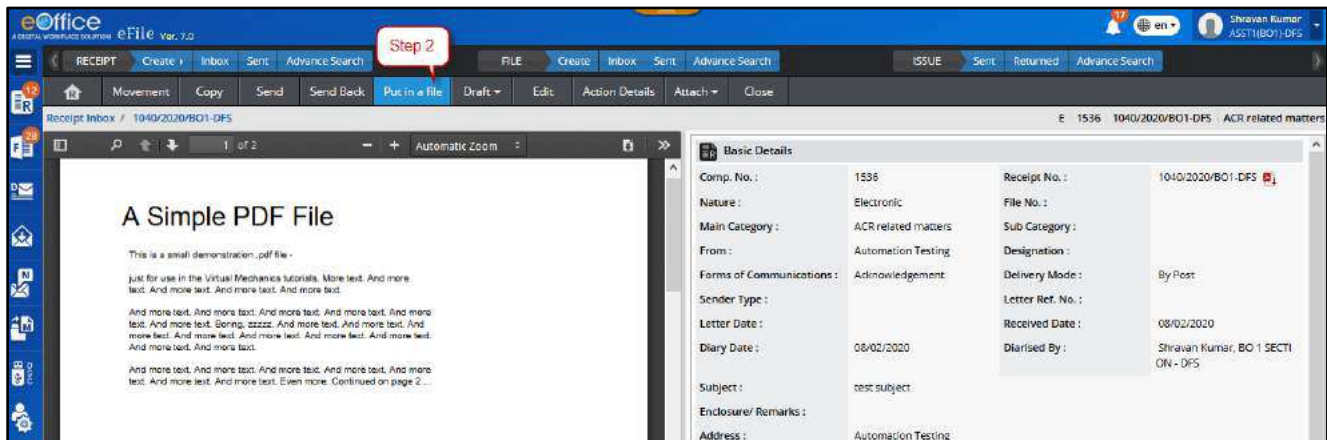 eOffice
A DIGITAL WORKPLACE SOLUTION eFile Ver. 7.0
17
en
Shravan Kumar
ASST1(BO1)-DFS
Step 2
RECEIPT Create Inbox Sent Advance Search FILE Create Inbox Sent Advance Search ISSUE Sent Returned Advance Search
12
R
Movement Copy Send Send Back Put in a file Draft Edit Action Details Attach Close
Receipt Inbox / 1040/2020/BO1-DFS E 1536 1040/2020/BO1-DFS ACR related matters
28
F
1 of 2 Automatic Zoom
Basic Details
Comp. No. : 1536 Receipt No. : 1040/2020/BO1-DFS
Nature : Electronic File No. :
Main Category : ACR related matters Sub Category :
From : Automation Testing Designation :
Forms of Communications : Acknowledgement Delivery Mode : By Post
Sender Type : Letter Ref. No. :
Letter Date : Received Date : 08/02/2020
Diary Date : 08/02/2020 Diarised By : Shravan Kumar, BO 1 SECTI
ON - DFS
Subject : test subject
Enclosure/ Remarks :
Address : Automation Testing
A Simple PDF File
This is a small demonstration .pdf file -
just for use in the Virtual Mechanics tutorials. More text. And more
text. And more text. And more text. And more text.
And more text. And more text. And more text. And more text. And more
text. And more text. Boring, zzzzz. And more text. And more text. And
more text. And more text. And more text. And more text. And more text.
And more text. And more text.
And more text. And more text. And more text. And more text. And more
text. And more text. And more text. Even more. Continued on page 2 ...
D
N
M
DSC